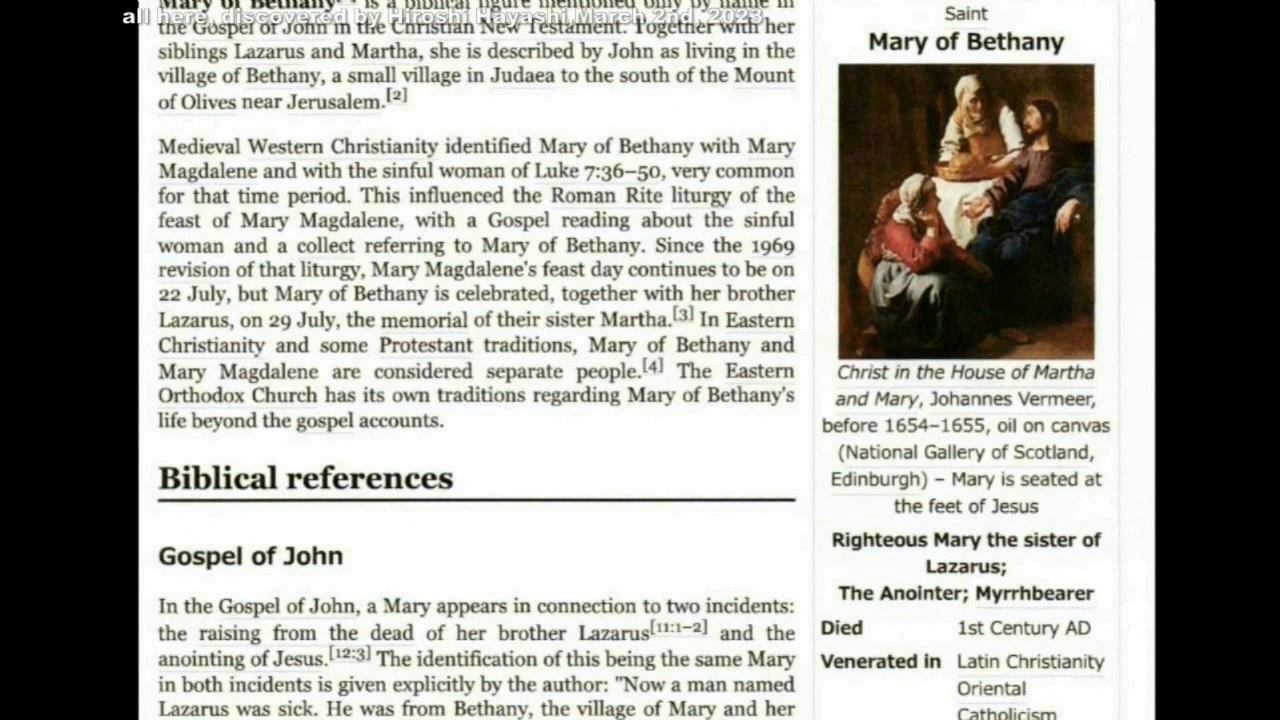 all here, discovered by Hiroshi Hayashi March 2nd, 2023
Mary of Bethany is a biblical figure mentioned only by name in
the Gospel of John in the Christian New Testament. Together with her
siblings Lazarus and Martha, she is described by John as living in the
village of Bethany, a small village in Judaea to the south of the Mount
of Olives near Jerusalem.[2]
Medieval Western Christianity identified Mary of Bethany with Mary
Magdalene and with the sinful woman of Luke 7:36–50, very common
for that time period. This influenced the Roman Rite liturgy of the
feast of Mary Magdalene, with a Gospel reading about the sinful
woman and a collect referring to Mary of Bethany. Since the 1969
revision of that liturgy, Mary Magdalene's feast day continues to be on
22 July, but Mary of Bethany is celebrated, together with her brother
Lazarus, on 29 July, the memorial of their sister Martha.[3] In Eastern
Christianity and some Protestant traditions, Mary of Bethany and
Mary Magdalene are considered separate people.[4] The Eastern
Orthodox Church has its own traditions regarding Mary of Bethany's
life beyond the gospel accounts.
Biblical references
Gospel of John
In the Gospel of John, a Mary appears in connection to two incidents:
the raising from the dead of her brother Lazarus[11:1–2] and the
anointing of Jesus.[12:3] The identification of this being the same Mary
in both incidents is given explicitly by the author: "Now a man named
Lazarus was sick. He was from Bethany, the village of Mary and her
Saint
Mary of Bethany
Christ in the House of Martha
and Mary, Johannes Vermeer,
before 1654–1655, oil on canvas
(National Gallery of Scotland,
Edinburgh) – Mary is seated at
the feet of Jesus
Righteous Mary the sister of
Lazarus;
The Anointer; Myrrhbearer
Died 1st Century AD
Venerated in Latin Christianity
Oriental
Catholicism